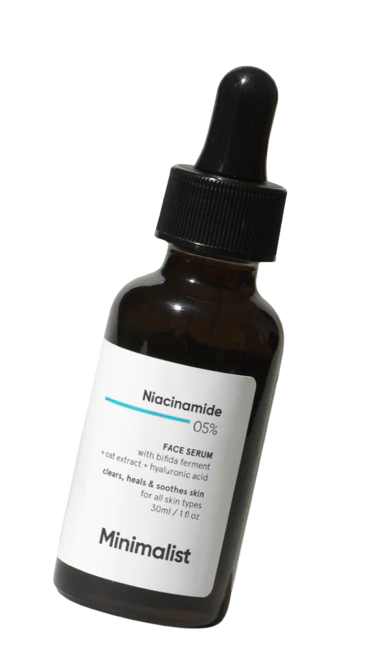 Niacinamide
05%
FACE SERUM
with bifida ferment
+ oat extract + hyaluronic acid
clears, heals & soothes skin
for all skin types
30ml / 1 fl oz
Minimalist